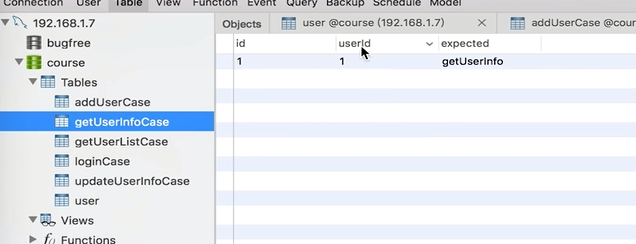 Connection User Table View Function Event Query Backup Schedule Model
192.168.1.7
Objects user @course (192.168.1.7) addUserCase @cour
bugfree
id userId expected
course
1 1 getUserInfo
Tables
addUserCase
getUserInfoCase
getUserListCase
loginCase
updateUserInfoCase
user
Views
Functions